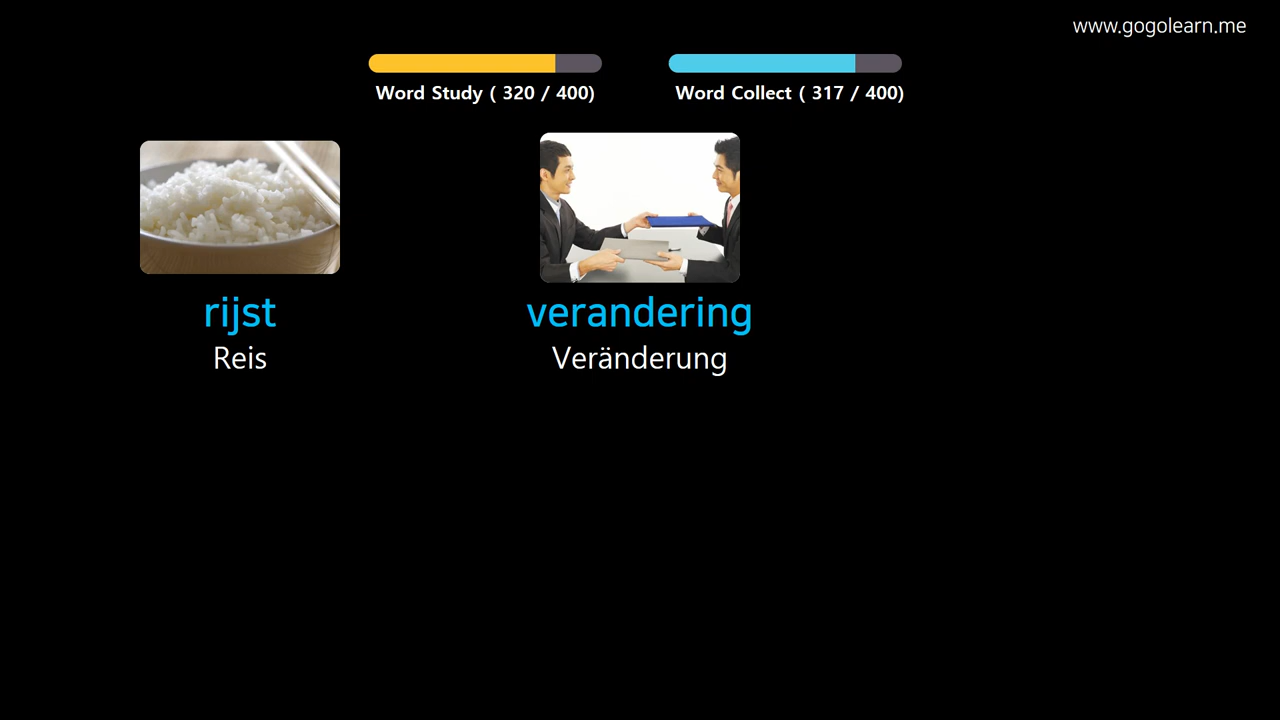 www.gogolearn.me
Word Study ( 320 / 400)
Word Collect ( 317 / 400)
rijst
verandering
Reis
Veränderung